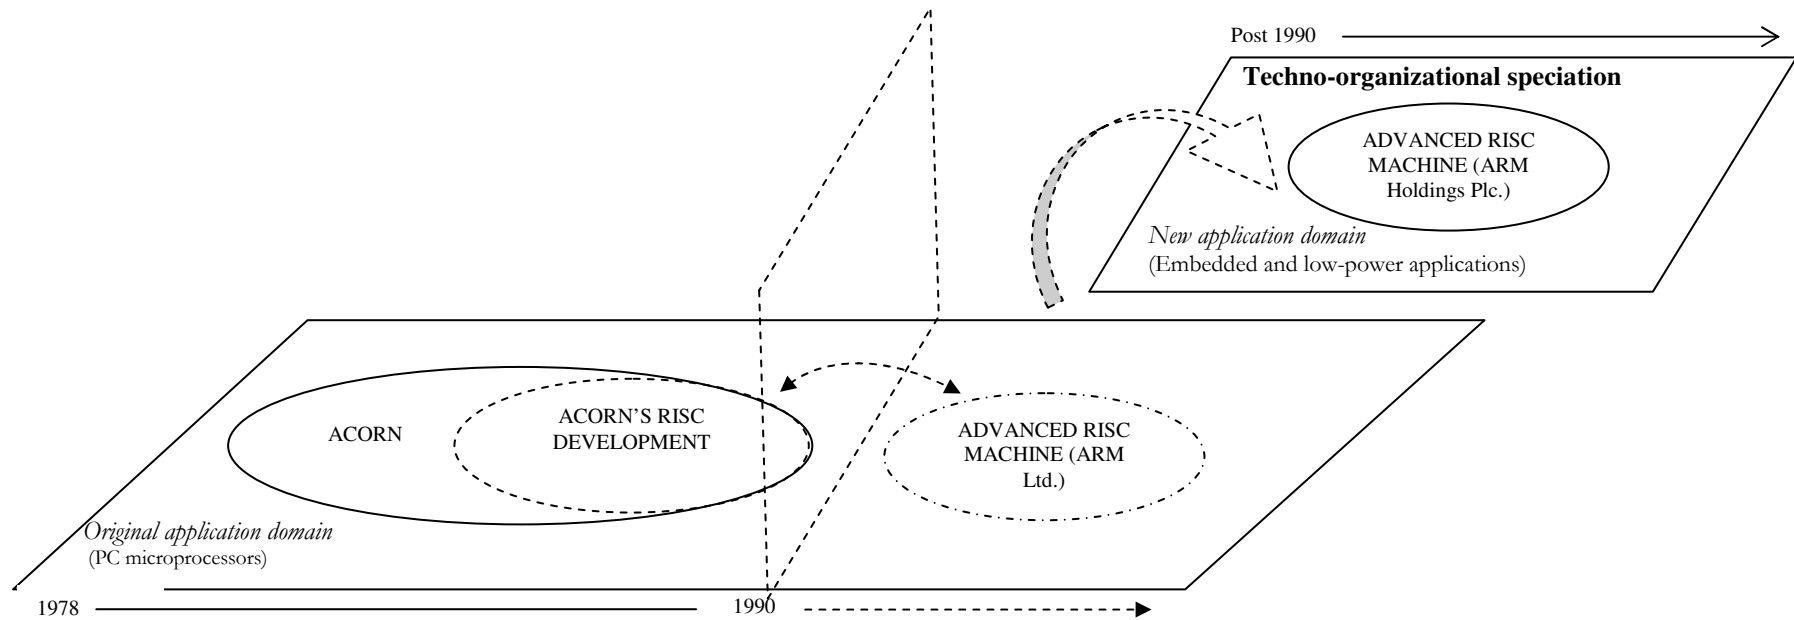 Post 1990
Techno-organizational speciation
ADVANCED RISC
MACHINE (ARM
Holdings Plc.)
New application domain
(Embedded and low-power applications)
ACORN
ACORN’S RISC
DEVELOPMENT
ADVANCED RISC
MACHINE (ARM
Ltd.)
Original application domain
(PC microprocessors)
1978
1990